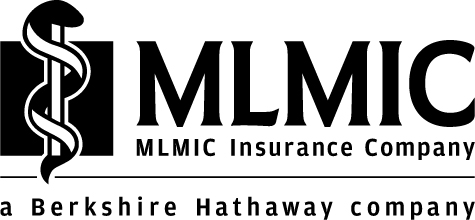 MLMIC
MLMIC Insurance Company
a Berkshire Hathaway company